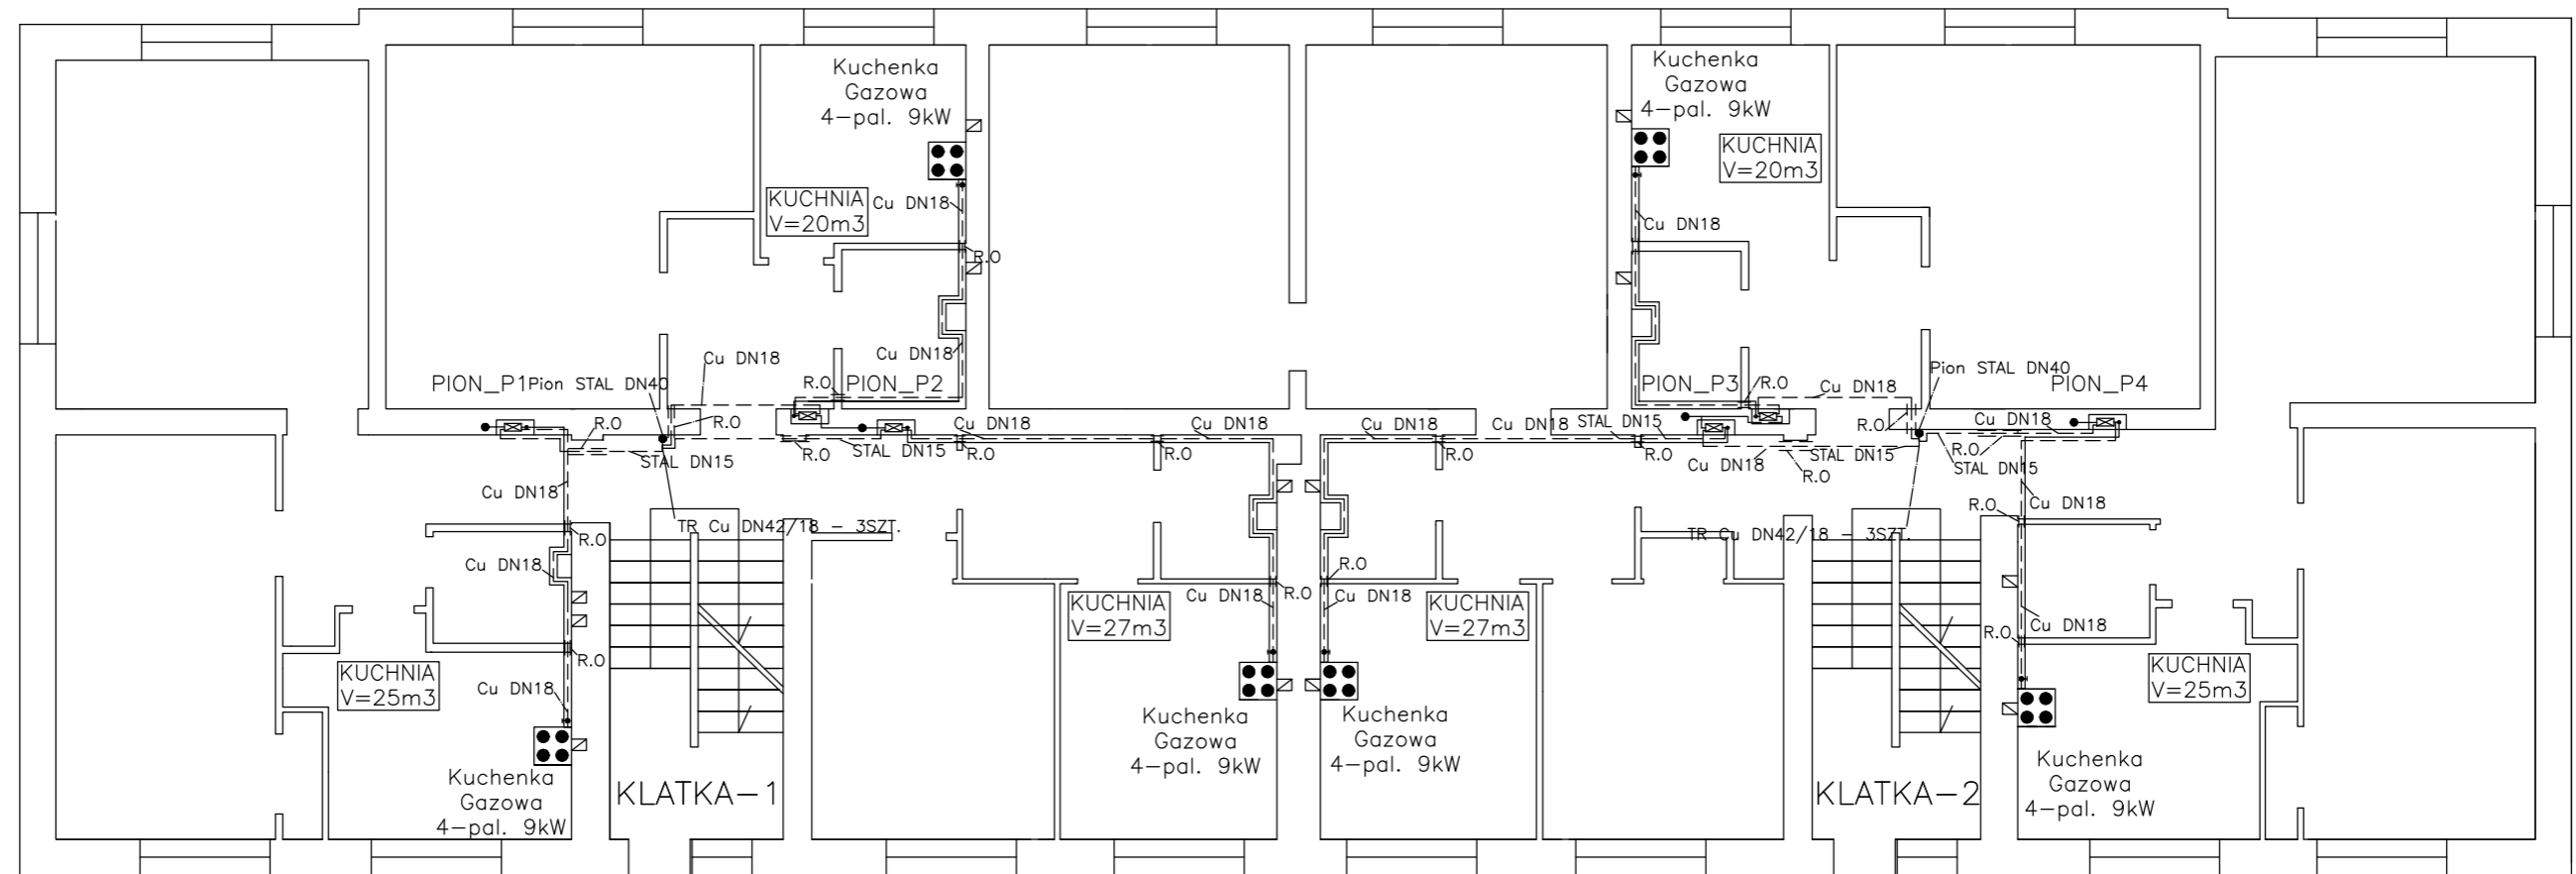 Kuchenka
Gazowa
4-pal. 9kW
KUCHNIA
V=20m3
Cu DN18
R.O
Cu DN18
Cu DN18
PION_P1
Pion STAL DN40
R.O
PION_P2
R.O
R.O
STAL DN15
R.O
STAL DN15
Cu DN18
R.O
Cu DN18
R.O
Cu DN18
TR Cu DN42/18 - 3SZT.
R.O
Cu DN18
R.O
KUCHNIA
V=25m3
Cu DN18
Kuchenka
Gazowa
4-pal. 9kW
KLATKA-1
Cu DN18
R.O
KUCHNIA
V=27m3
Kuchenka
Gazowa
4-pal. 9kW
Kuchenka
Gazowa
4-pal. 9kW
KUCHNIA
V=20m3
Cu DN18
PION_P3
R.O
Cu DN18
Pion STAL DN40
PION_P4
Cu DN18
R.O
Cu DN18
STAL DN15
R.O
Cu DN18
R.O
STAL DN15
R.O
Cu DN18
R.O
STAL DN15
TR Cu DN42/18 - 3SZT.
R.O
Cu DN18
R.O
Cu DN18
KUCHNIA
V=27m3
Kuchenka
Gazowa
4-pal. 9kW
R.O
Cu DN18
KUCHNIA
V=25m3
Kuchenka
Gazowa
4-pal. 9kW
KLATKA-2